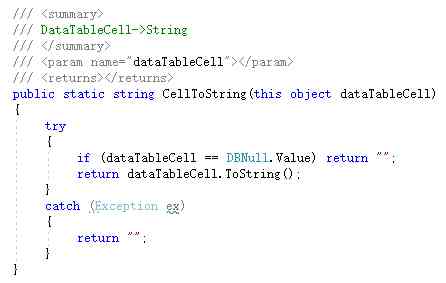 /// <summary>
/// DataTableCell->String
/// </summary>
/// <param name="dataTableCell"></param>
/// <returns></returns>
public static string CellToString(this object dataTableCell)
{
    try
    {
        if (dataTableCell == DBNull.Value) return "";
        return dataTableCell.ToString();
    }
    catch (Exception ex)
    {
        return "";
    }
}